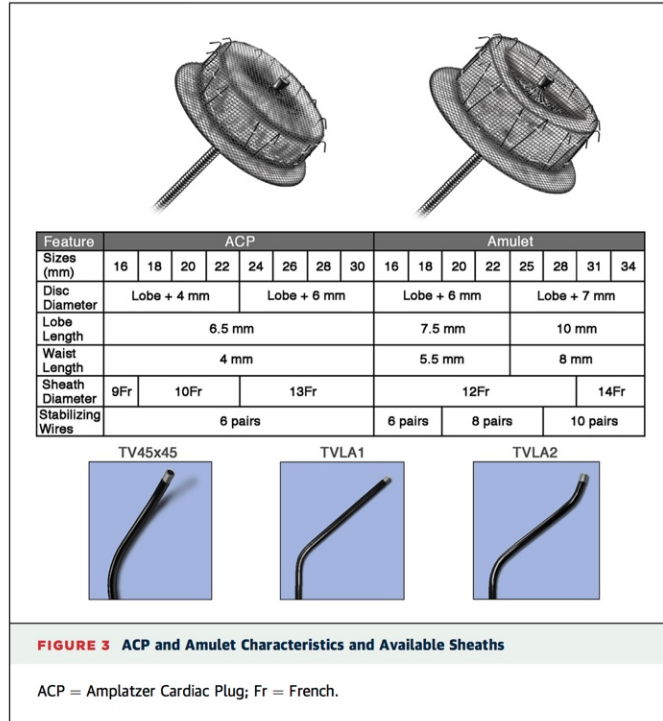 Feature ACP Amulet
Sizes (mm) 16 18 20 22 24 26 28 30 16 18 20 22 25 28 31 34
Disc Diameter Lobe + 4 mm Lobe + 6 mm Lobe + 6 mm Lobe + 7 mm
Lobe Length 6.5 mm 7.5 mm 10 mm
Waist Length 4 mm 5.5 mm 8 mm
Sheath Diameter 9Fr 10Fr 13Fr 12Fr 14Fr
Stabilizing Wires 6 pairs 6 pairs 8 pairs 10 pairs
TV45x45 TVLA1 TVLA2
FIGURE 3 ACP and Amulet Characteristics and Available Sheaths
ACP = Amplatzer Cardiac Plug; Fr = French.